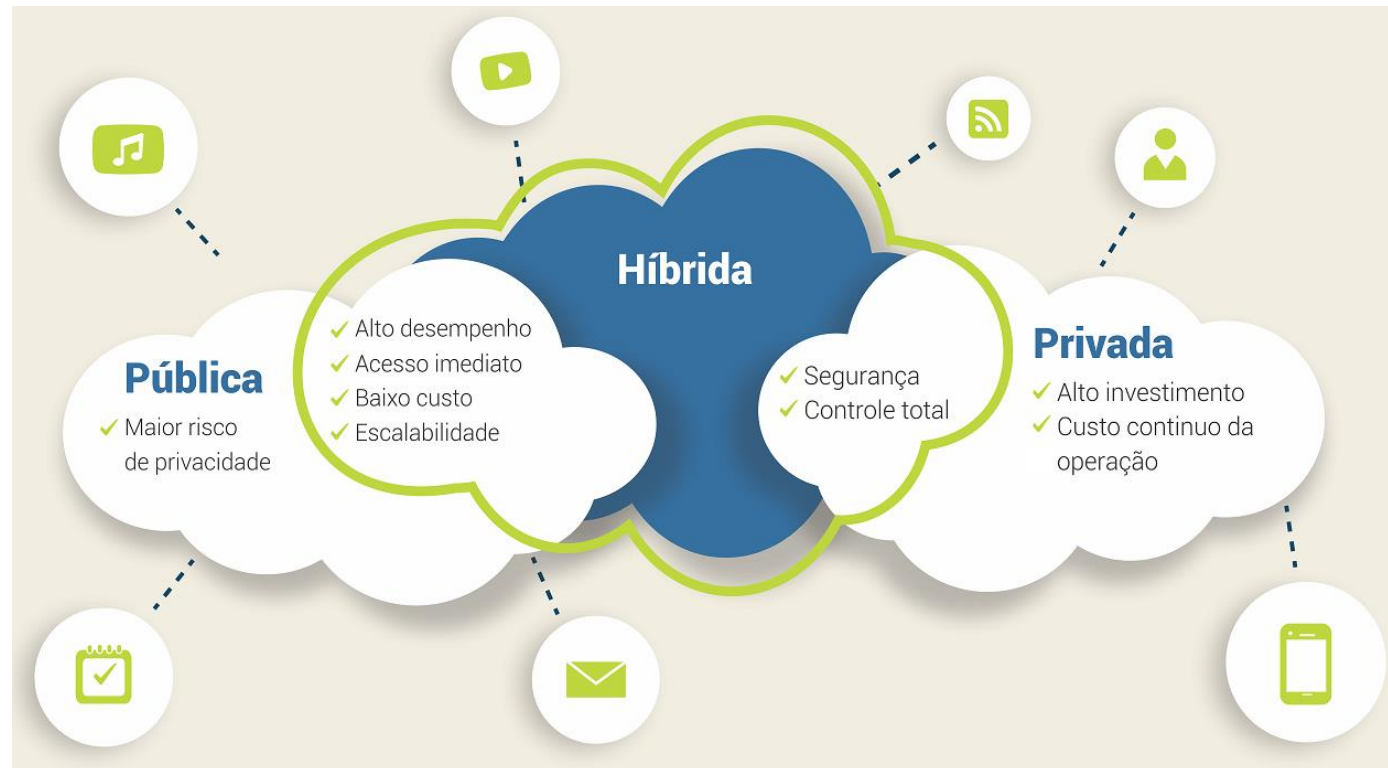 Híbrida
Pública
Maior risco
de privacidade
Alto desempenho
Acesso imediato
Baixo custo
Escalabilidade
Segurança
Controle total
Privada
Alto investimento
Custo continuo da
operação